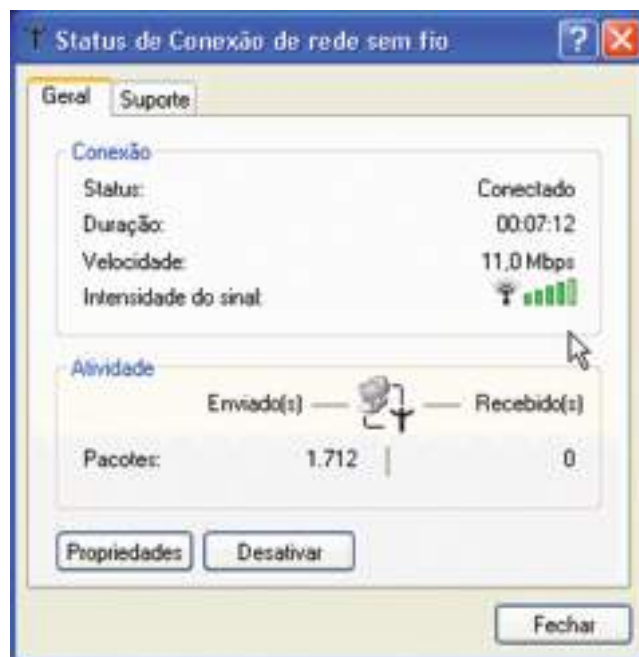 Status de Conexão de rede sem fio
Geral Suporte
Conexão
Status: Conectado
Duração: 00:07:12
Velocidade: 11,0 Mbps
Intensidade do sinal:
Atividade
Enviado(s) Recebido(s)
Pacotes: 1.712 0
Propriedades Desativar
Fechar